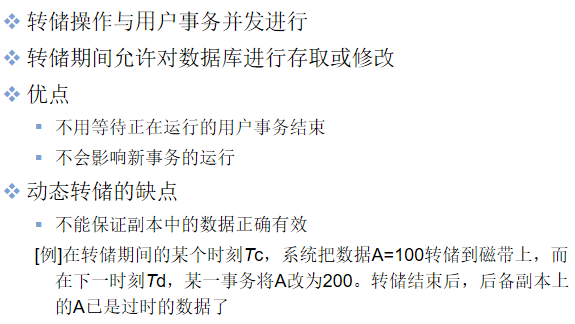 转储操作与用户事务并发进行
转储期间允许对数据库进行存取或修改
优点
不用等待正在运行的用户事务结束
不会影响新事务的运行
动态转储的缺点
不能保证副本中的数据正确有效
[例]在转储期间的某个时刻Tc，系统把数据A=100转储到磁带上，而
在下一时刻Td，某一事务将A改为200。转储结束后，后备副本上
的A已是过时的数据了